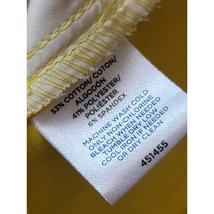 53% COTTON/COTON/
ALGODÓN
41% POLYESTER/
POLIÉSTER
6% SPANDEX
MACHINE WASH COLD
ONLY NON-CHLORINE
BLEACH WHEN NEEDED
TUMBLE DRY LOW
COOL IRON IF NEEDED
OR DRY CLEAN
451455